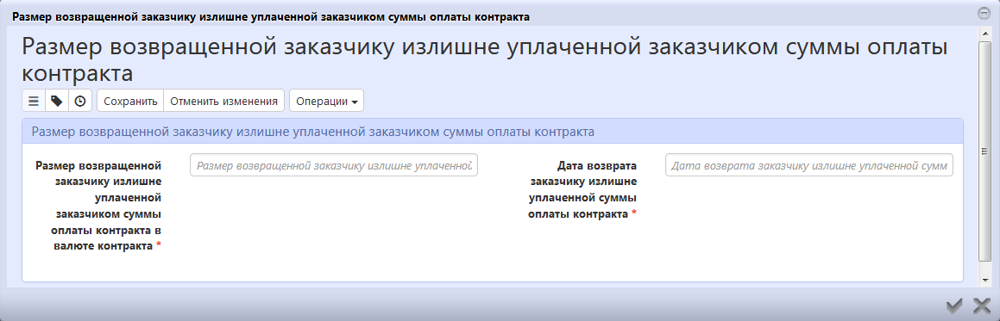 Размер возвращенной заказчику излишне уплаченной заказчиком суммы оплаты контракта
Размер возвращенной заказчику излишне уплаченной заказчиком суммы оплаты
контракта
Сохранить Отменить изменения Операции
Размер возвращенной заказчику излишне уплаченной заказчиком суммы оплаты контракта
Размер возвращенной
заказчику излишне
уплаченной
заказчиком суммы
оплаты контракта в
валюте контракта *
Размер возвращенной заказчику излишне уплаченной
Дата возврата
заказчику излишне
уплаченной суммы
оплаты контракта *
Дата возврата заказчику излишне уплаченной сумм